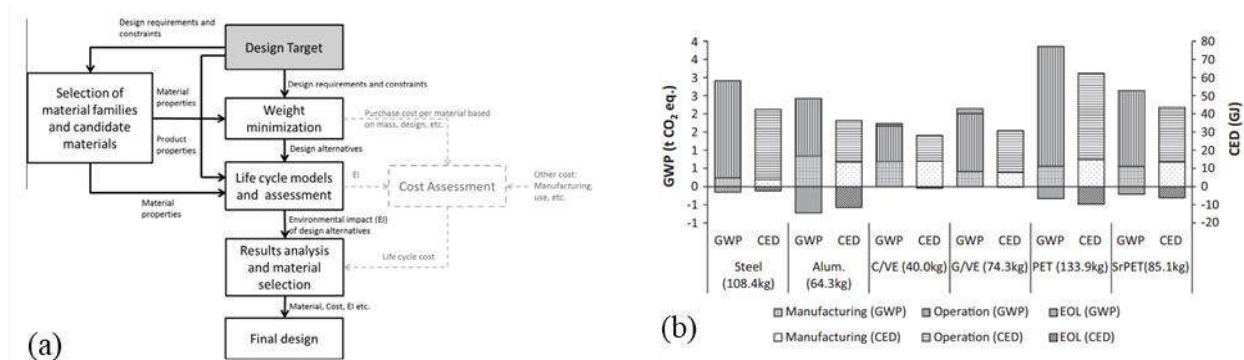 Design requirements and
constraints
Design Target
Design requirements and constraints
Selection of
material families
and candidate
materials
Material
properties
Product
properties
Weight
minimization
Purchase cost per material based
on mass, design, etc.
Design alternatives
Life cycle models
and assessment
EI
Cost Assessment
Other cost:
Manufacturing,
use, etc.
Material
properties
Environmental impact (EI)
of design alternatives
Results analysis
and material
selection
Life cycle cost
Material, Cost, EI etc.
Final design
(a)
GWP (t CO2 eq.)
4
4
3
3
2
2
1
1
0
-1
-1
CED (GJ)
80
70
60
50
40
30
20
10
0
-10
-20
GWP CED GWP CED GWP CED GWP CED GWP CED GWP CED
Steel Alum. C/VE (40.0kg) G/VE (74.3kg) PET (133.9kg) SrPET(85.1kg)
(108.4kg) (64.3kg)
Manufacturing (GWP) Operation (GWP) EOL (GWP)
Manufacturing (CED) Operation (CED) EOL (CED)
(b)